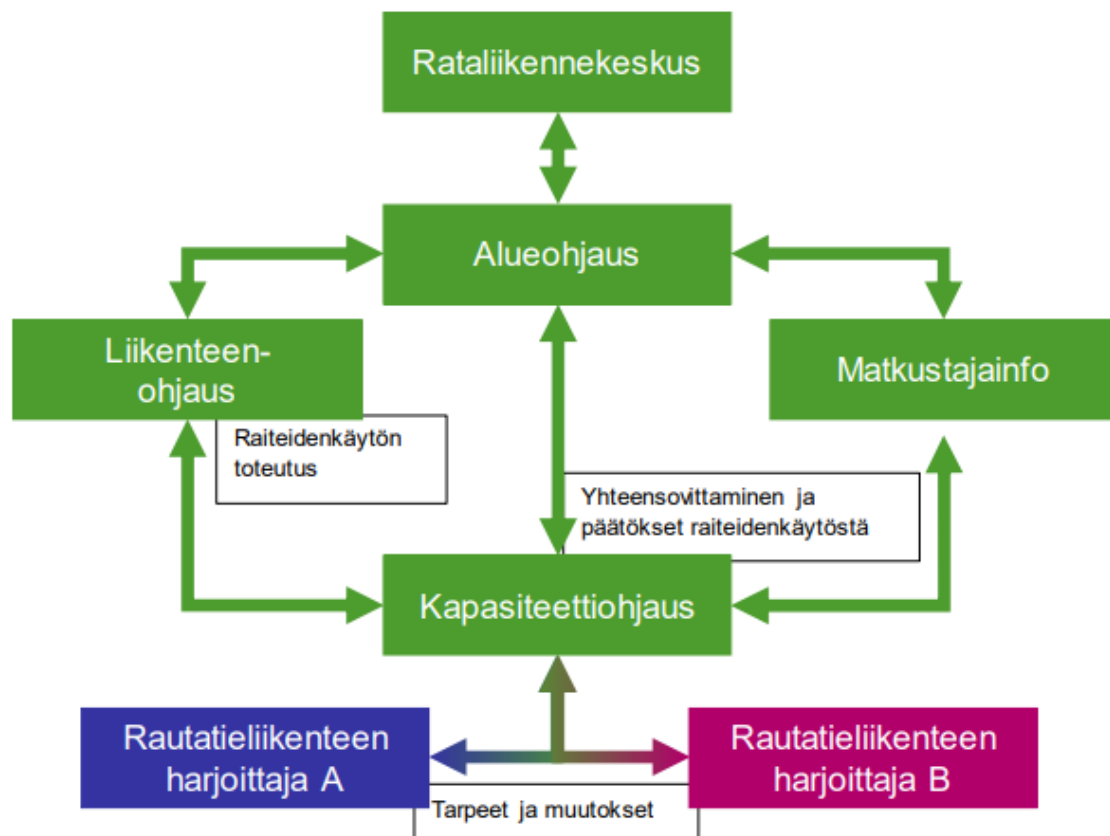 Rataliikennekeskus
Alueohjaus
Liikenteen-
ohjaus
Matkustajainfo
Raiteidenkäytön
toteutus
Yhteensovittaminen ja
päätökset raiteidenkäytöstä
Kapasiteettiohjaus
Rautatieliikenteen
harjoittaja A
Rautatieliikenteen
harjoittaja B
Tarpeet ja muutokset